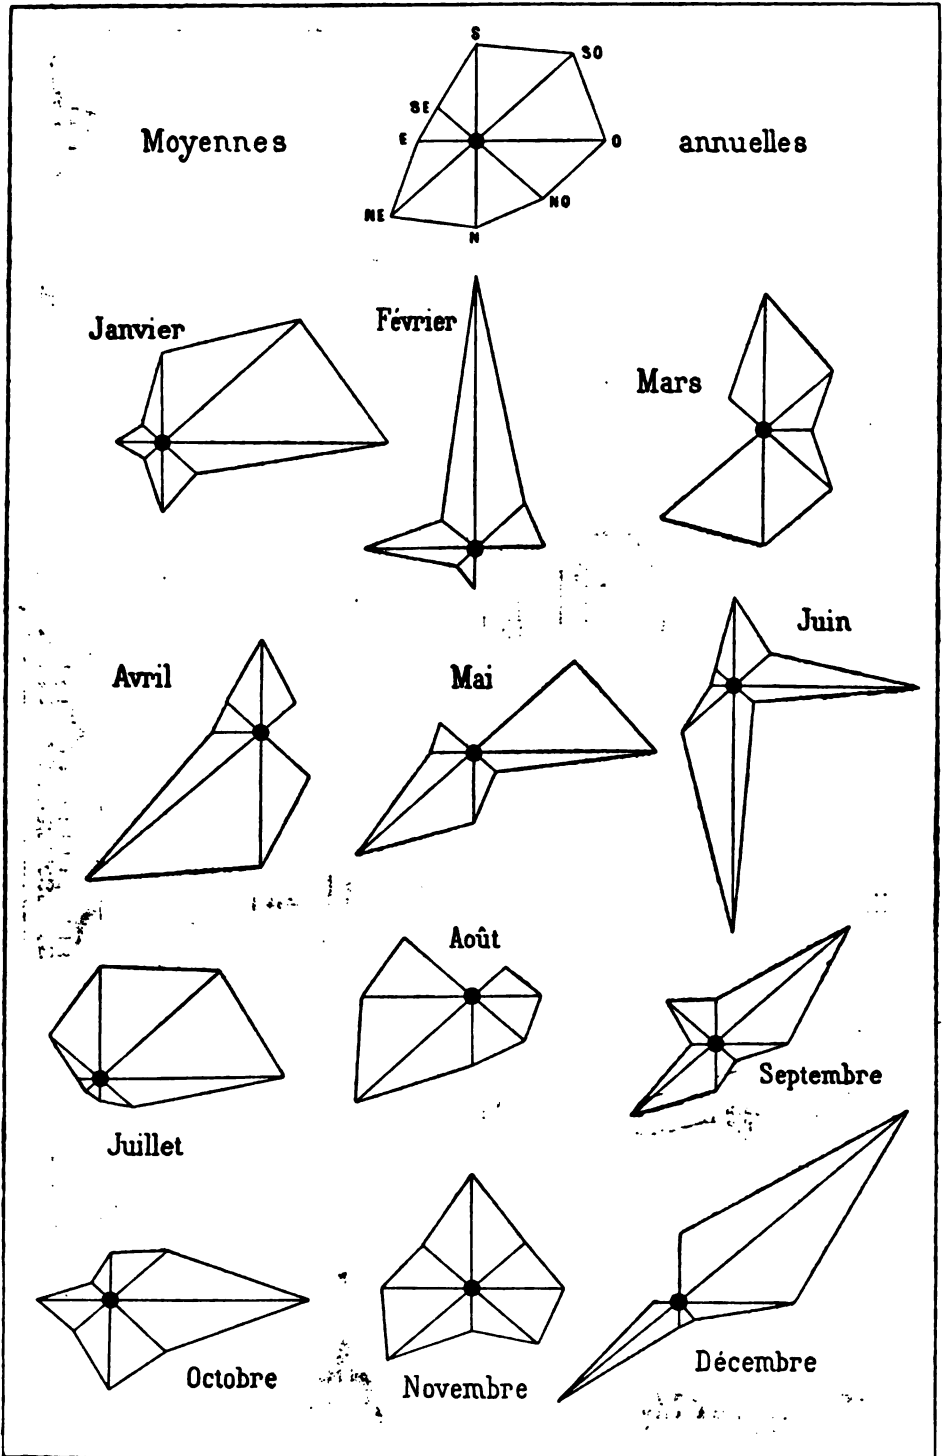 S
SO
SE
Moyennes E O annuelles
NO
NE
N
Janvier Février
Mars
Juin
Avril Mai
Août
Septembre
Juillet
Décembre
Octobre Novembre